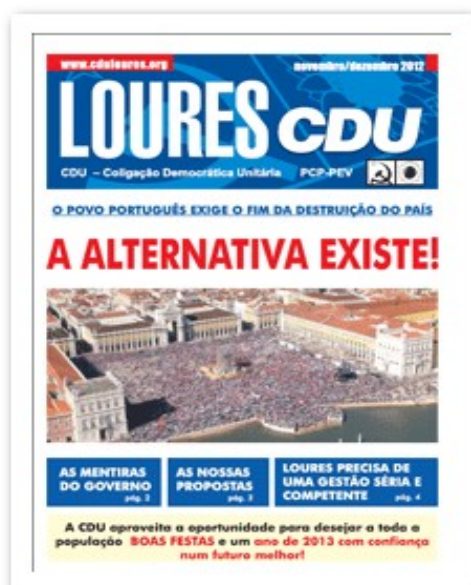 www.cduloures.org novembro/dezembro 2012
LOURES CDU
CDU – Coligação Democrática Unitária PCP-PEV
O POVO PORTUGUÊS EXIGE O FIM DA DESTRUIÇÃO DO PAÍS
A ALTERNATIVA EXISTE!
AS MENTIRAS
DO GOVERNO
pág. 2
AS NOSSAS
PROPOSTAS
pág. 3
LOURES PRECISA DE
UMA GESTÃO SÉRIA E
COMPETENTE pág. 4
A CDU aproveita a oportunidade para desejar a toda a
população BOAS FESTAS e um ano de 2013 com confiança
num futuro melhor!